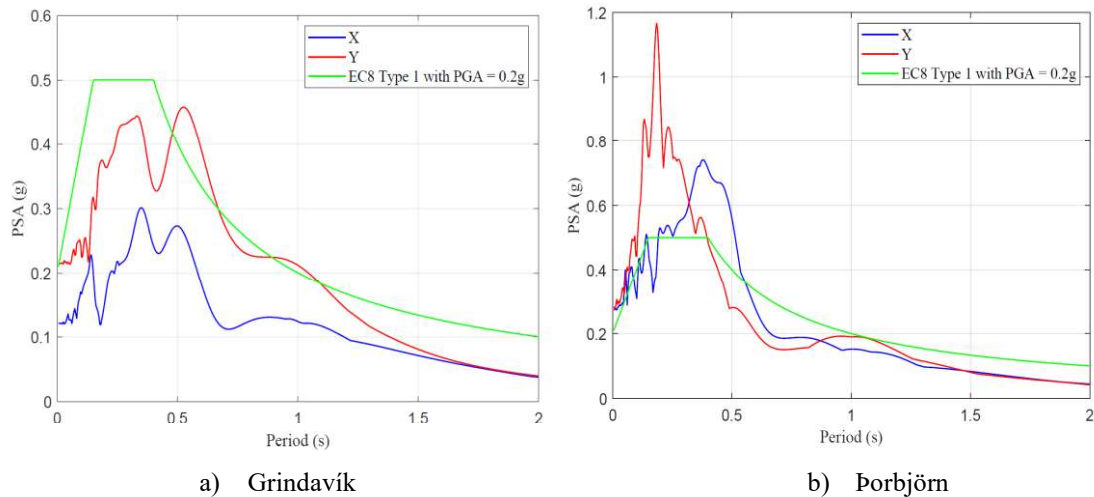 0.6
0.5
0.4
0.3
0.2
0.1
0
PSA (g)
X
Y
EC8 Type 1 with PGA = 0.2g
0 0.5 1 1.5 2
Period (s)
a) Grindavík
1.2
1
0.8
0.6
0.4
0.2
0
PSA (g)
X
Y
EC8 Type 1 with PGA = 0.2g
0 0.5 1 1.5 2
Period (s)
b) Þorbjörn